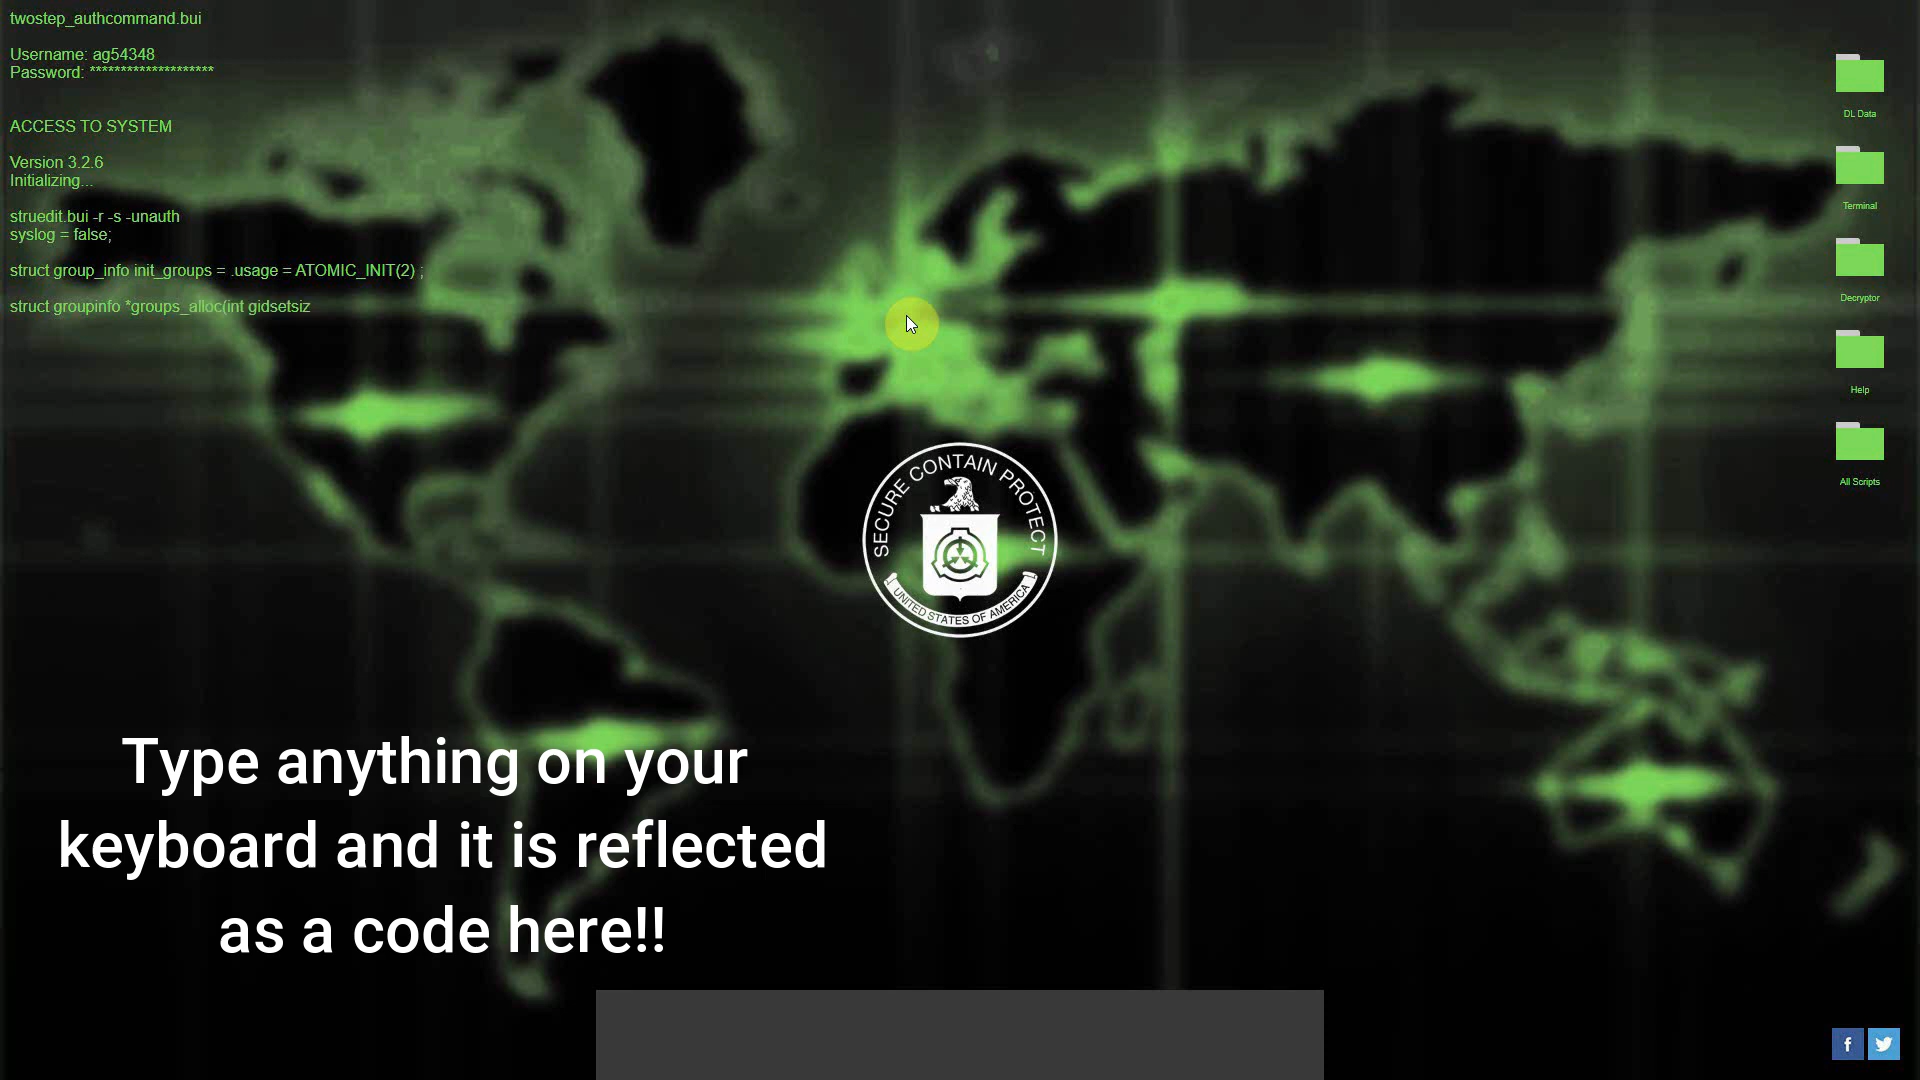 twostep_authcommand.bui
Username: ag54348
Password: ********************
ACCESS TO SYSTEM
Version 3.2.6
Initializing...
struedit.bui -r -s -unauth
syslog = false;
struct group_info init_groups = .usage = ATOMIC_INIT(2) ;
struct groupinfo *groups_alloc(int gidsetsiz
DL Data
Terminal
Decryptor
Help
All Scripts
SECURE CONTAIN PROTECT
UNITED STATES OF AMERICA
Type anything on your
keyboard and it is reflected
as a code here!!
f